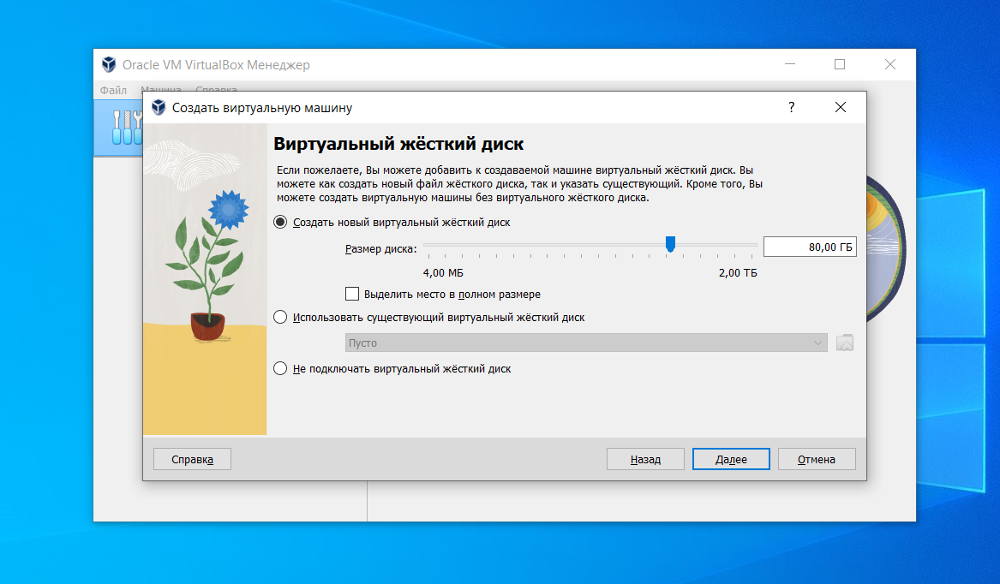 Oracle VM VirtualBox Менеджер
Файл Машина Справка
Создать виртуальную машину
?
Виртуальный жёсткий диск
Если пожелаете, Вы можете добавить к создаваемой машине виртуальный жёсткий диск. Вы
можете как создать новый файл жёсткого диска, так и указать существующий. Кроме того, Вы
можете создать виртуальную машины без виртуального жёсткого диска.
Создать новый виртуальный жёсткий диск
Размер диска:
80,00 ГБ
4,00 МБ 2,00 ТБ
Выделить место в полном размере
Использовать существующий виртуальный жёсткий диск
Пусто
Не подключать виртуальный жёсткий диск
Справка Назад Далее Отмена